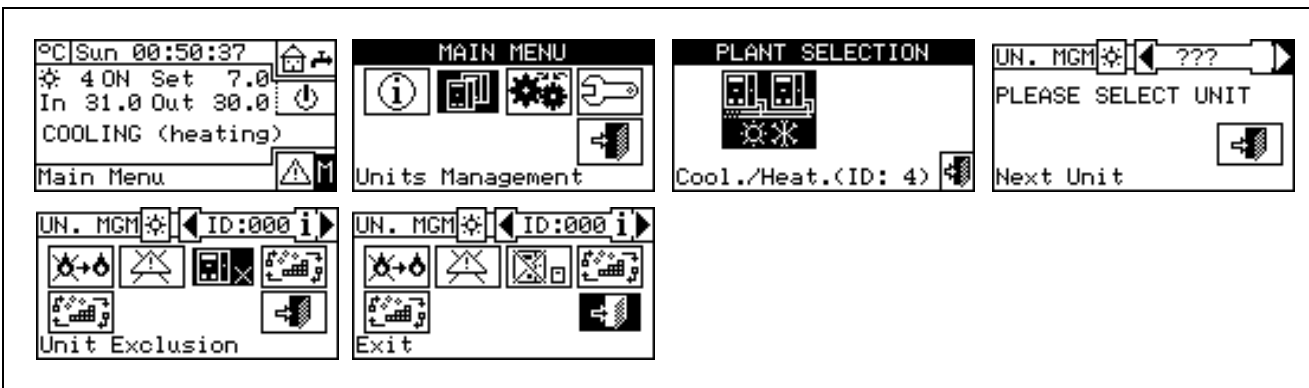 °C Sun 00:50:37
4 ON Set 7.0
In 31.0 Out 30.0
COOLING (heating)
Main Menu M
MAIN MENU
i
Units Management
PLANT SELECTION
Cool./Heat.(ID: 4)
UN. MGM ???
PLEASE SELECT UNIT
Next Unit
UN. MGM ID:000 i
Unit Exclusion
UN. MGM ID:000 i
Exit